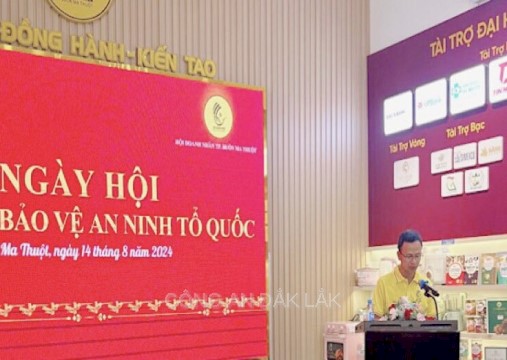 ĐỒNG HÀNH-KIẾN TẠO
HỘI DOANH NHÂN TP. BUÔN MA THUỘT
NGÀY HỘI
BẢO VỆ AN NINH TỔ QUỐC
Ma Thuột, ngày 14 tháng 8 năm 2024
TÀI TRỢ ĐẠI
Tài Trợ
Tài Trợ Vàng
Tài Trợ Bạc
CÔNG AN ĐẮK LẮK